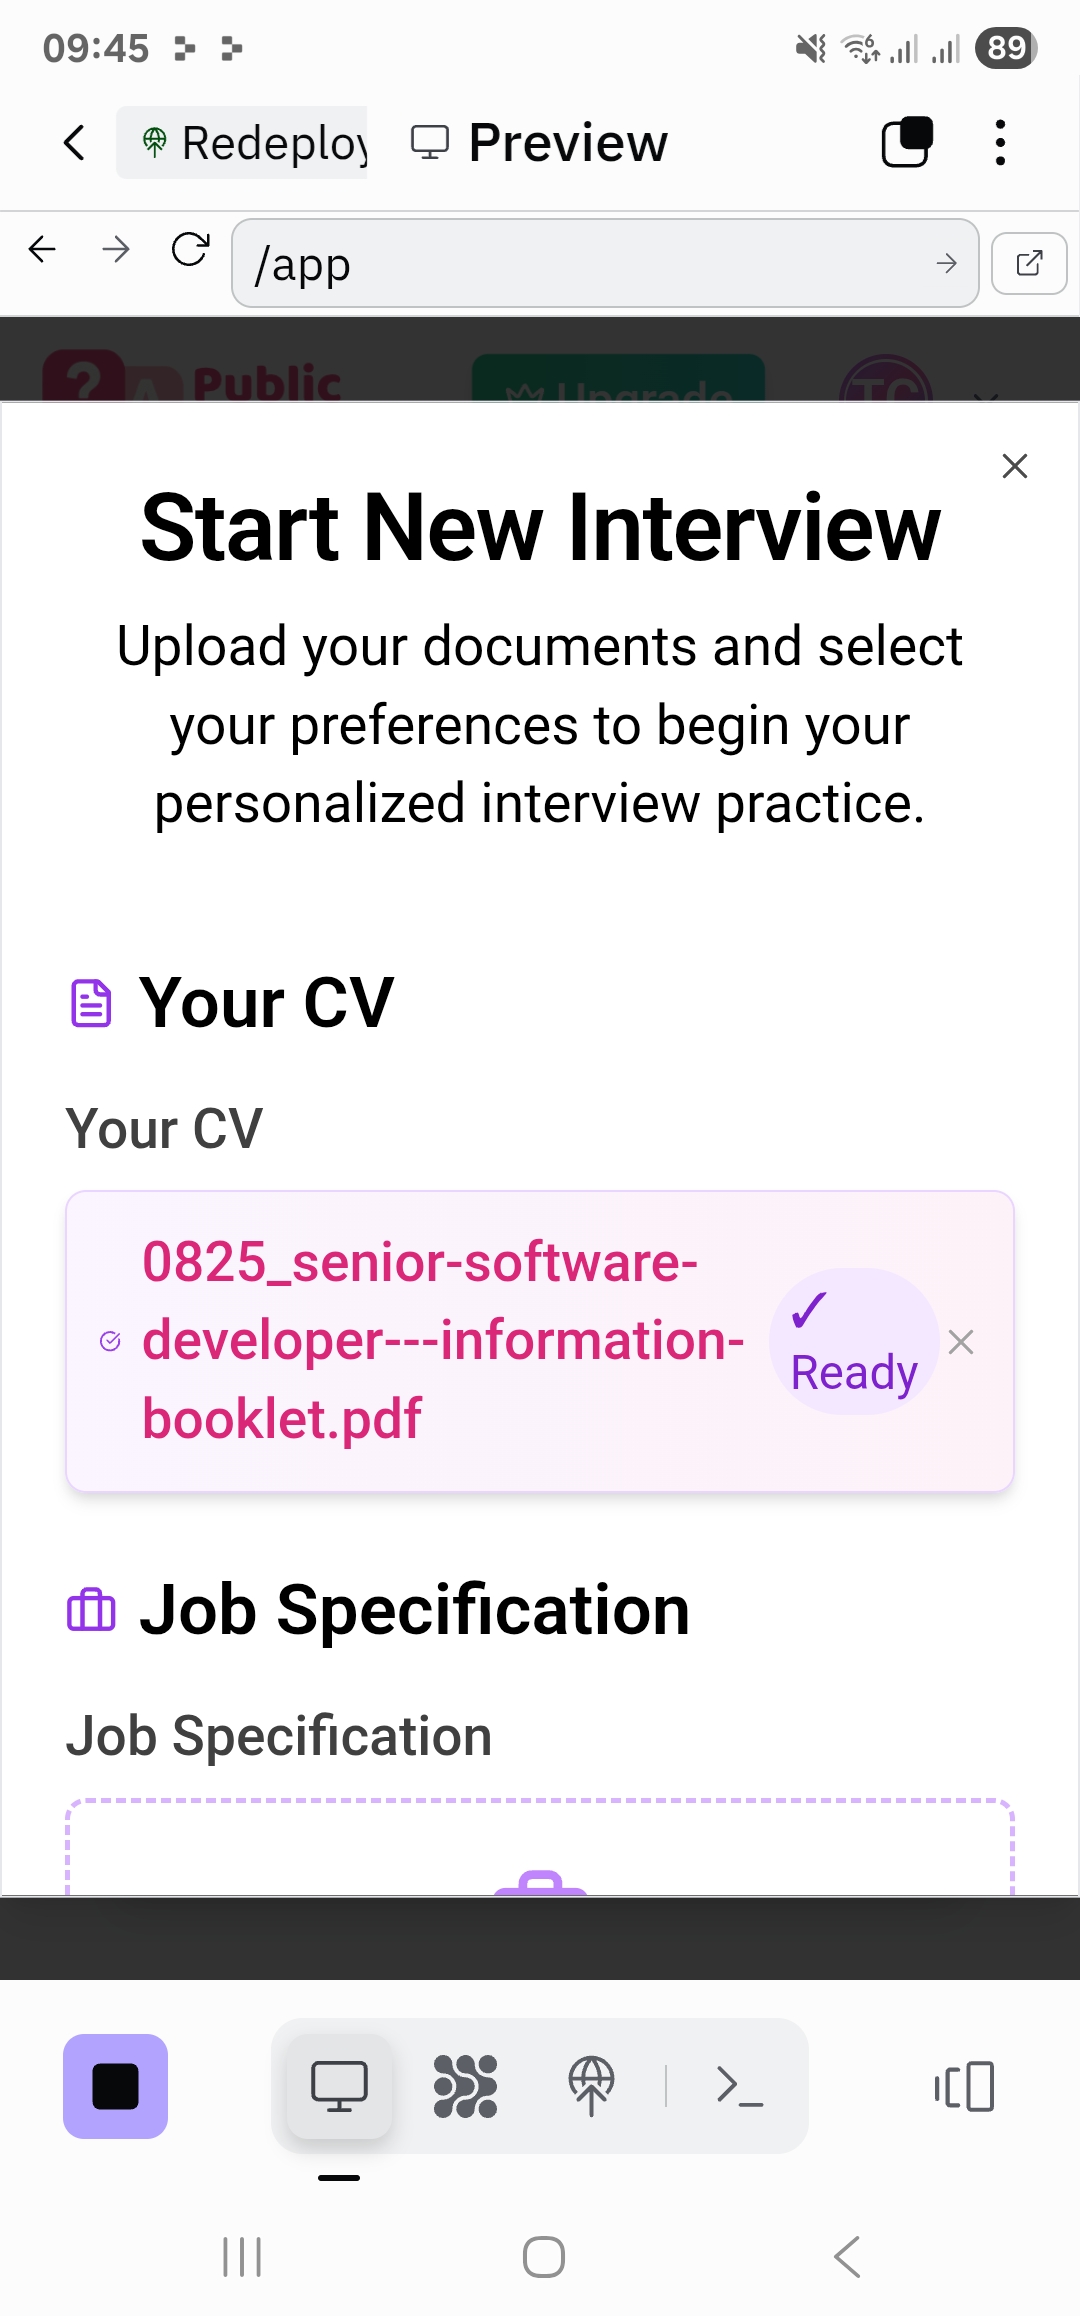 09:45
6
89
Redeploy
Preview
/app
?
A
Public
Upgrade
TC
Start New Interview
Upload your documents and select
your preferences to begin your
personalized interview practice.
Your CV
Your CV
0825_senior-software-
developer---information-
booklet.pdf
✓
Ready
Job Specification
Job Specification